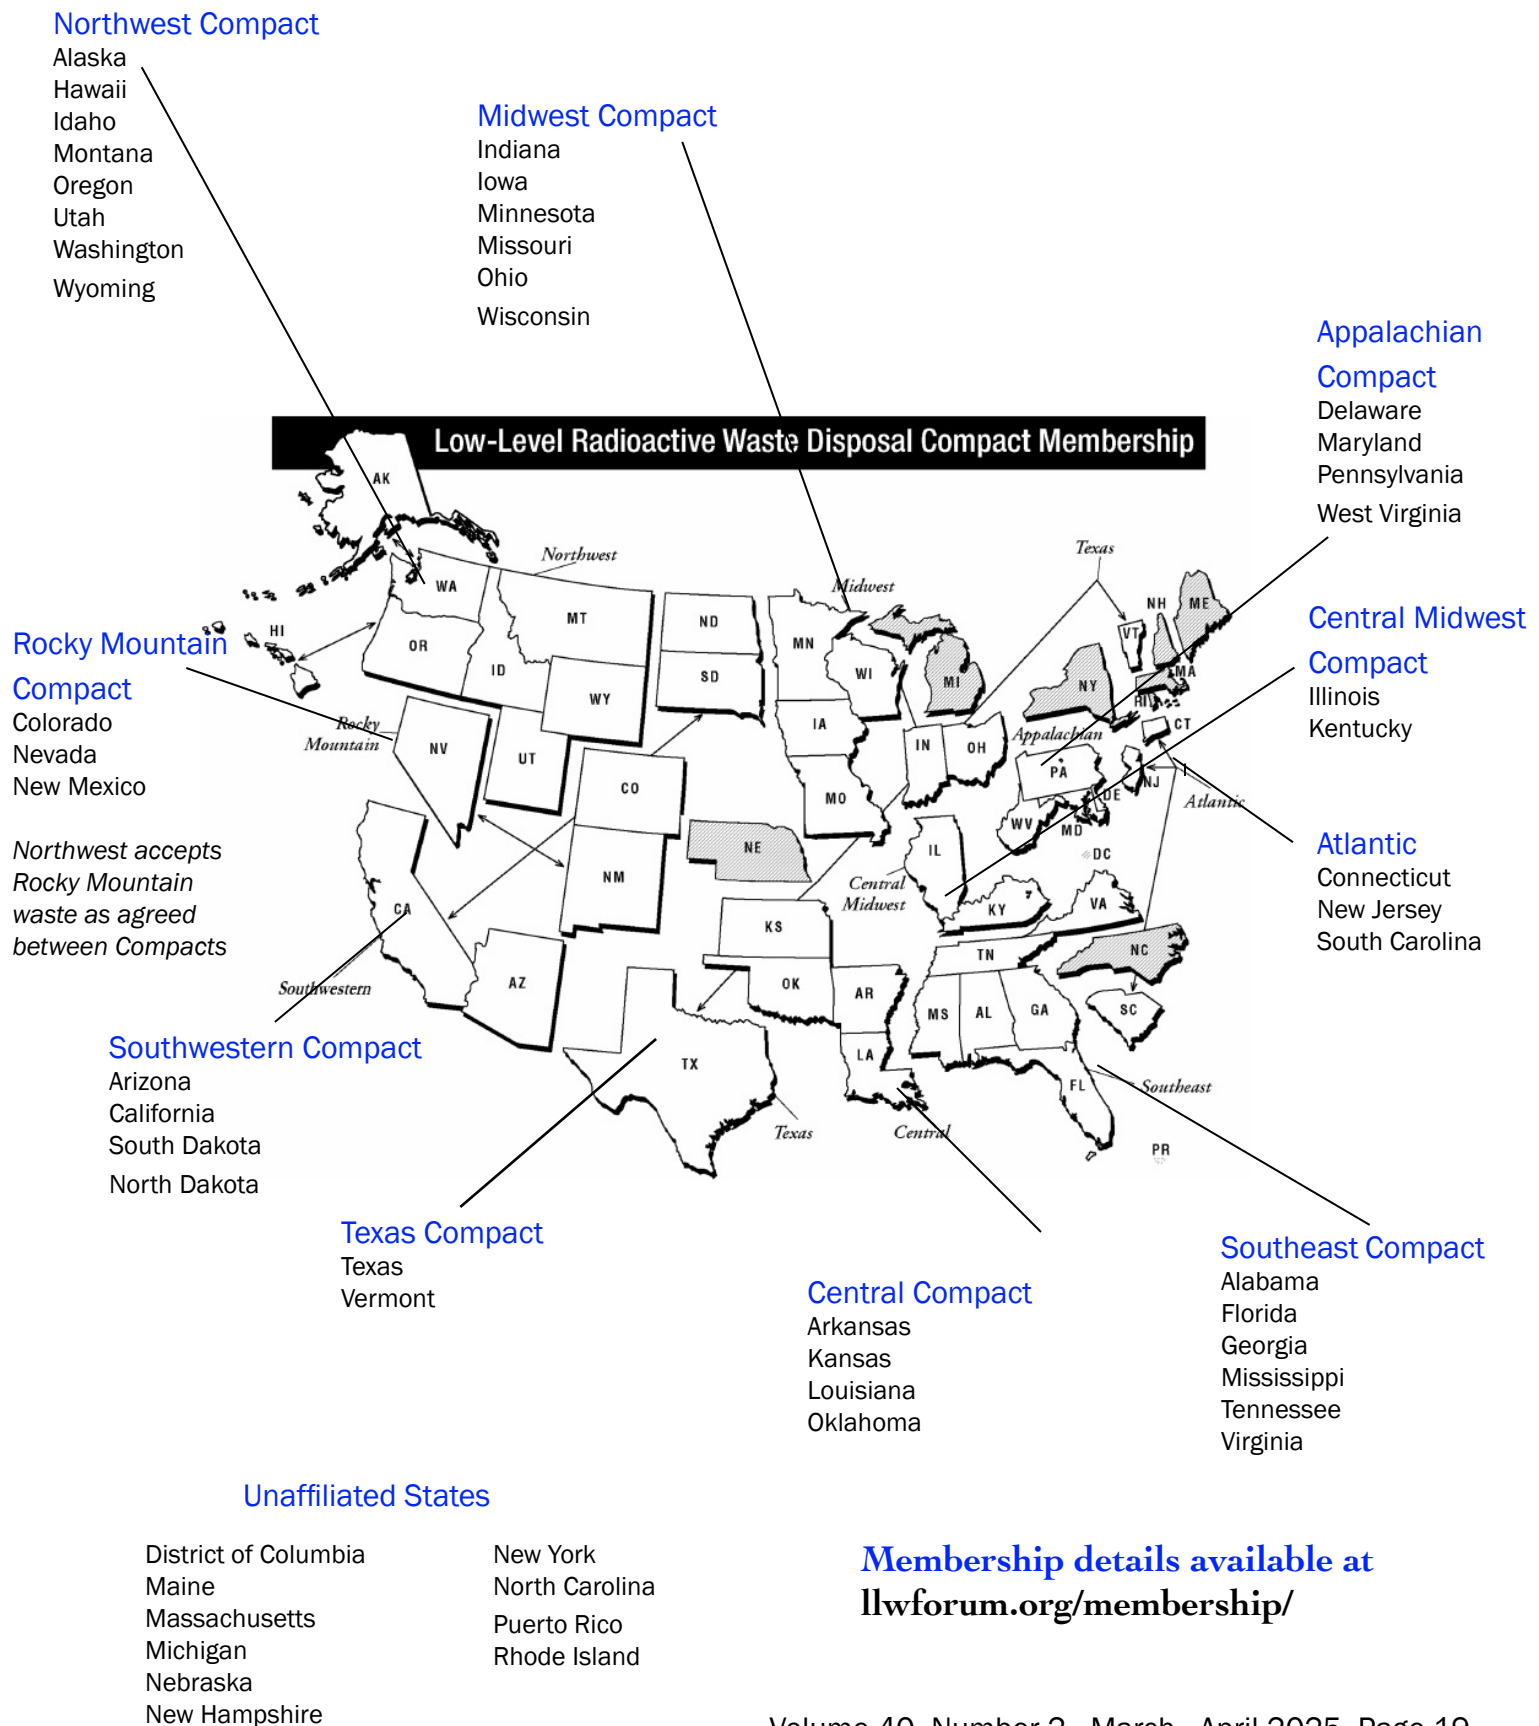 Northwest Compact
Alaska
Hawaii
Idaho
Montana
Oregon
Utah
Washington
Wyoming
Midwest Compact
Indiana
Iowa
Minnesota
Missouri
Ohio
Wisconsin
Appalachian
Compact
Delaware
Maryland
Pennsylvania
West Virginia
Low-Level Radioactive Waste Disposal Compact Membership
AK
Northwest
Texas
WA
Midwest
MT
ND
NH
ME
HI
OR
MN
VT
ID
SD
WI
MI
NY
MA
WY
RI
Rocky
Mountain
NV
IA
IN
OH
Appalachian
CT
UT
CO
PA
NJ
MO
DE
Atlantic
WV
MD
NE
IL
DC
NM
Central
Midwest
CA
KY
VA
KS
TN
NC
AZ
OK
AR
Southwestern
MS
AL
GA
SC
TX
LA
FL
Southeast
Texas
Central
PR
Central Midwest
Compact
Illinois
Kentucky
Rocky Mountain
Compact
Colorado
Nevada
New Mexico
Northwest accepts
Rocky Mountain
waste as agreed
between Compacts
Atlantic
Connecticut
New Jersey
South Carolina
Southwestern Compact
Arizona
California
South Dakota
North Dakota
Texas Compact
Texas
Vermont
Central Compact
Arkansas
Kansas
Louisiana
Oklahoma
Southeast Compact
Alabama
Florida
Georgia
Mississippi
Tennessee
Virginia
Unaffiliated States
District of Columbia
Maine
Massachusetts
Michigan
Nebraska
New Hampshire
New York
North Carolina
Puerto Rico
Rhode Island
Membership details available at
llwforum.org/membership/
Volume 40, Number 2 March - April 2025 Page 19